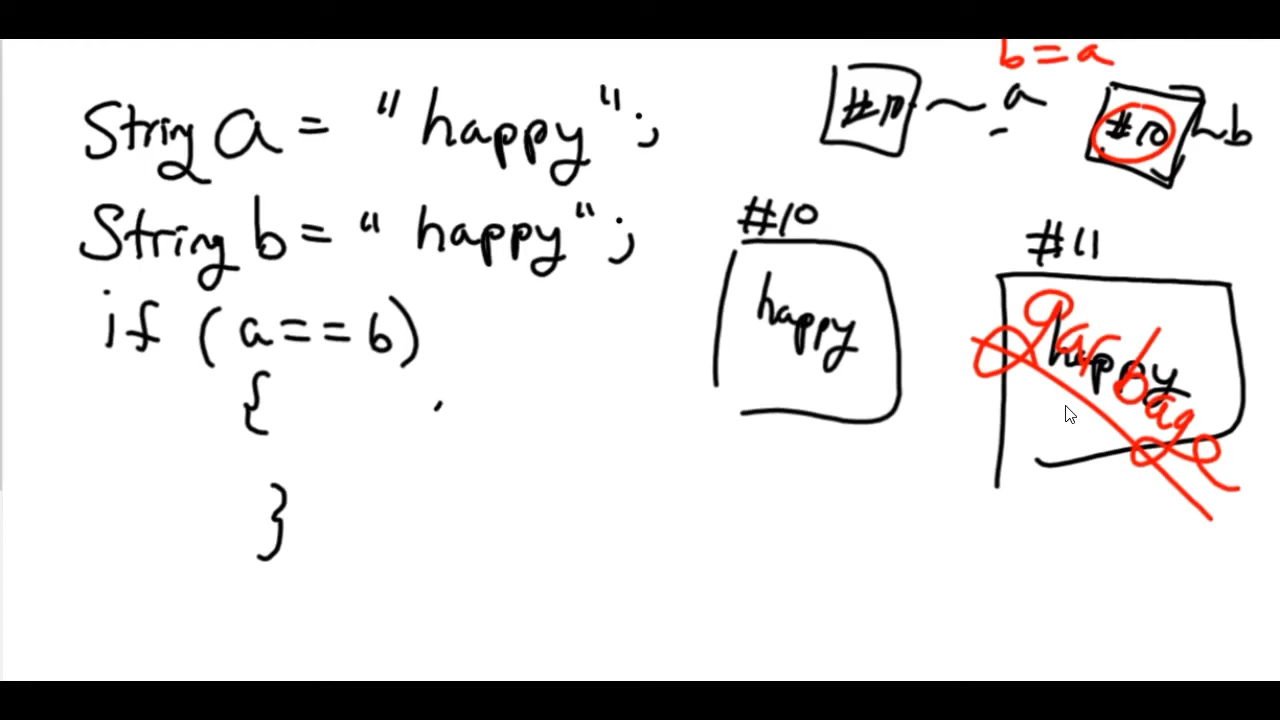 String a = "happy";
String b = "happy";
if (a==b)
{
}
b=a
#10 ~ a
#10 ~ b
#10
happy
#11
happy
garbage